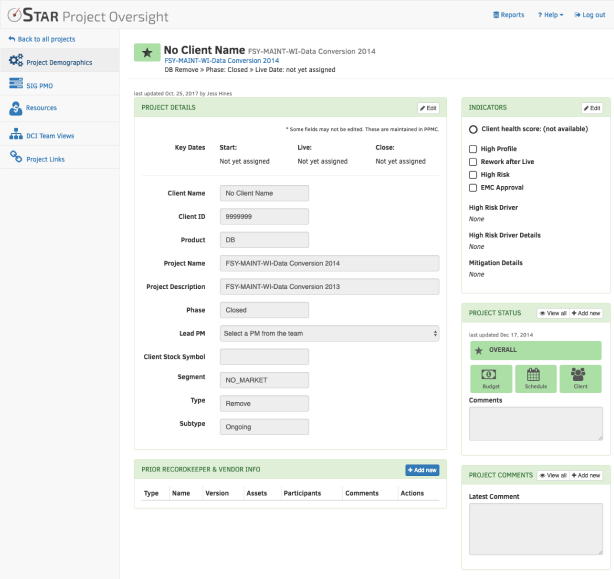 STAR Project Oversight
Reports ? Help Log out
Back to all projects
Project Demographics
SIG PMO
Resources
DCI Team Views
Project Links
No Client Name FSY-MAINT-WI-Data Conversion 2014
FSY-MAINT-WI-Data Conversion 2014
DB Remove » Phase: Closed » Live Date: not yet assigned
last updated Oct. 25, 2017 by Jess Hines
PROJECT DETAILS Edit
* Some fields may not be edited. These are maintained in PPMC.
Key Dates Start: Live: Close:
Not yet assigned Not yet assigned Not yet assigned
Client Name No Client Name
Client ID 9999999
Product DB
Project Name FSY-MAINT-WI-Data Conversion 2014
Project Description FSY-MAINT-WI-Data Conversion 2013
Phase Closed
Lead PM Select a PM from the team
Client Stock Symbol
Segment NO_MARKET
Type Remove
Subtype Ongoing
PRIOR RECORDKEEPER & VENDOR INFO + Add new
Type Name Version Assets Participants Comments Actions
INDICATORS Edit
Client health score: (not available)
High Profile
Rework after Live
High Risk
EMC Approval
High Risk Driver
None
High Risk Driver Details
None
Mitigation Details
None
PROJECT STATUS View all + Add new
last updated Dec 17, 2014
OVERALL
Budget Schedule Client
Comments
PROJECT COMMENTS View all + Add new
Latest Comment